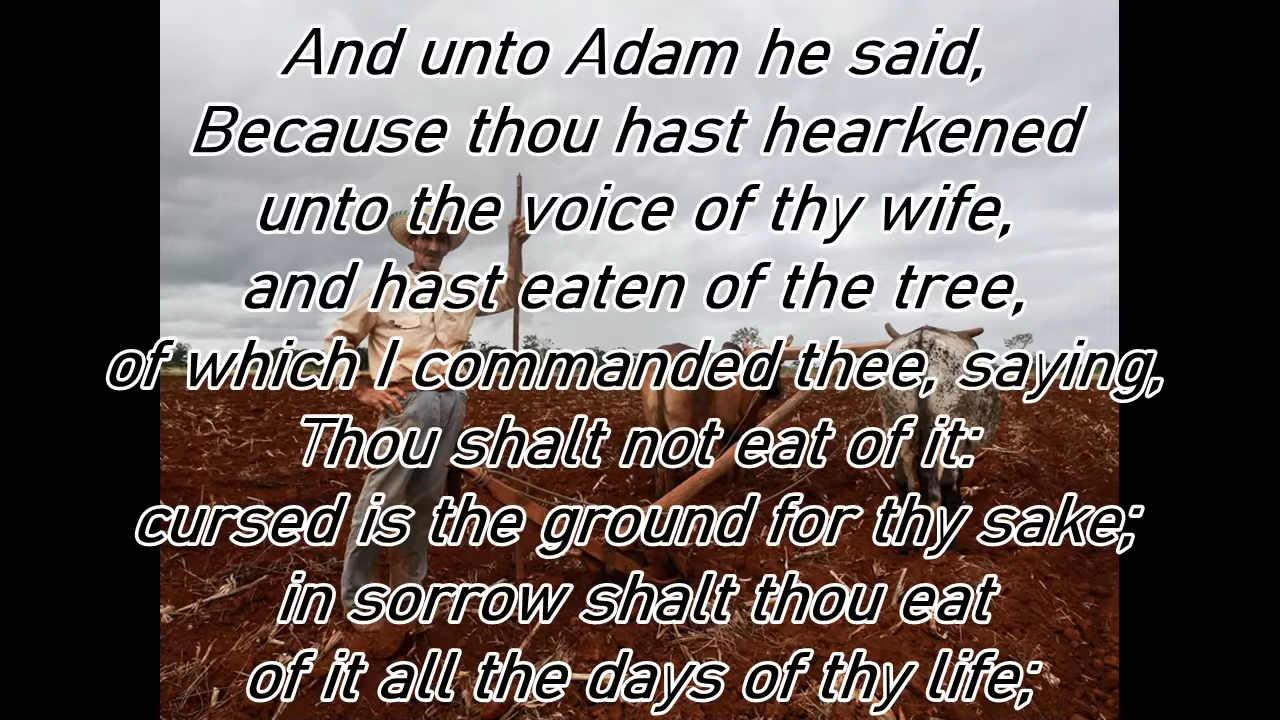 And unto Adam he said,
Because thou hast hearkened
unto the voice of thy wife,
and hast eaten of the tree,
of which I commanded thee, saying,
Thou shalt not eat of it:
cursed is the ground for thy sake;
in sorrow shalt thou eat
of it all the days of thy life;